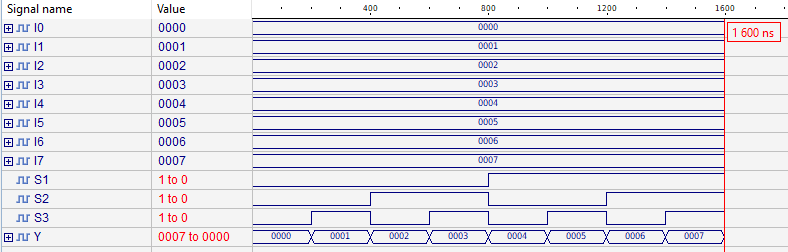 Signal name Value 400 800 1200 1600
I0 0000 0000 1 600 ns
I1 0001 0001
I2 0002 0002
I3 0003 0003
I4 0004 0004
I5 0005 0005
I6 0006 0006
I7 0007 0007
S1 1 to 0
S2 1 to 0
S3 1 to 0
Y 0007 to 0000 0000 0001 0002 0003 0004 0005 0006 0007